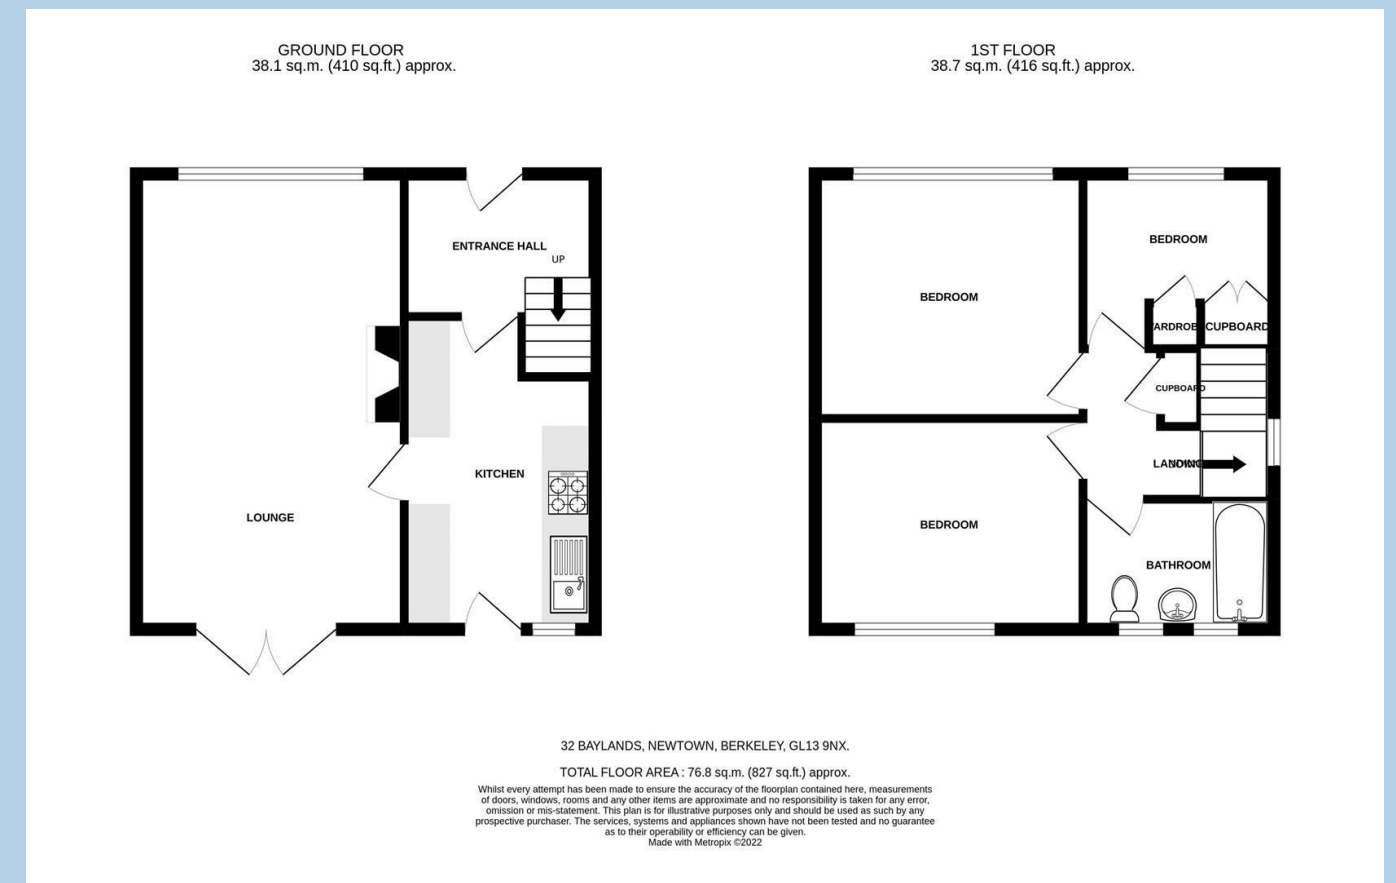 GROUND FLOOR
38.1 sq.m. (410 sq.ft.) approx.
1ST FLOOR
38.7 sq.m. (416 sq.ft.) approx.
ENTRANCE HALL
UP
KITCHEN
LOUNGE
BEDROOM
BEDROOM
CUPBOARD
CUPBOARD
LANDING
BEDROOM
BATHROOM
32 BAYLANDS, NEWTOWN, BERKELEY, GL13 9NX.
TOTAL FLOOR AREA : 76.8 sq.m. (827 sq.ft.) approx.
Whilst every attempt has been made to ensure the accuracy of the floorplan contained here, measurements
of doors, windows, rooms and any other items are approximate and no responsibility is taken for any error,
omission or mis-statement. This plan is for illustrative purposes only and should be used as such by any
prospective purchaser. The services, systems and appliances shown have not been tested and no guarantee
as to their operability or efficiency can be given.
Made with Metropix ©2022